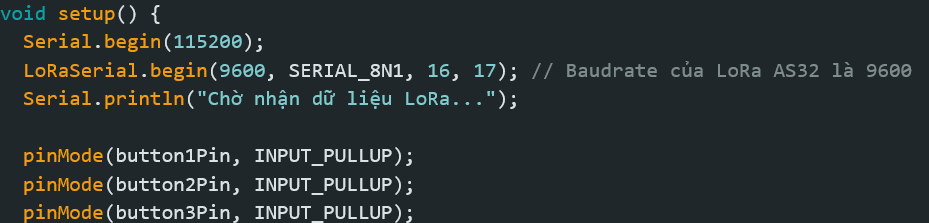 void setup() {
  Serial.begin(115200);
  LoRaSerial.begin(9600, SERIAL_8N1, 16, 17); // Baudrate của LoRa AS32 là 9600
  Serial.println("Chờ nhận dữ liệu LoRa...");
  pinMode(button1Pin, INPUT_PULLUP);
  pinMode(button2Pin, INPUT_PULLUP);
  pinMode(button3Pin, INPUT_PULLUP);